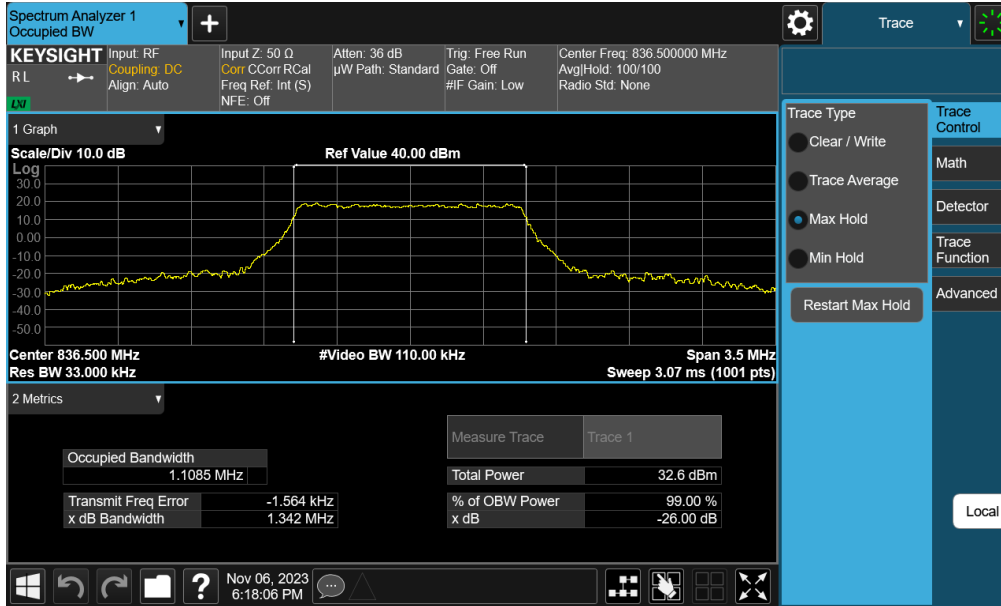 Spectrum Analyzer 1
Occupied BW
Trace
KEYSIGHT
R L
LXI
Input: RF
Coupling: DC
Align: Auto
Input Z: 50 Ω
Corr CCorr RCal
Freq Ref: Int (S)
NFE: Off
Atten: 36 dB
µW Path: Standard
Trig: Free Run
Gate: Off
#IF Gain: Low
Center Freq: 836.500000 MHz
Avg|Hold: 100/100
Radio Std: None
1 Graph
Scale/Div 10.0 dB
Ref Value 40.00 dBm
Log
30.0
20.0
10.0
0.00
-10.0
-20.0
-30.0
-40.0
-50.0
Center 836.500 MHz
#Video BW 110.00 kHz
Span 3.5 MHz
Res BW 33.000 kHz
Sweep 3.07 ms (1001 pts)
2 Metrics
Measure Trace
Trace 1
Occupied Bandwidth
1.1085 MHz
Total Power
32.6 dBm
Transmit Freq Error
-1.564 kHz
% of OBW Power
99.00 %
x dB Bandwidth
1.342 MHz
x dB
-26.00 dB
Trace Type
Clear / Write
Trace Average
Max Hold
Min Hold
Restart Max Hold
Trace
Control
Math
Detector
Trace
Function
Advanced
Local
?
Nov 06, 2023
6:18:06 PM